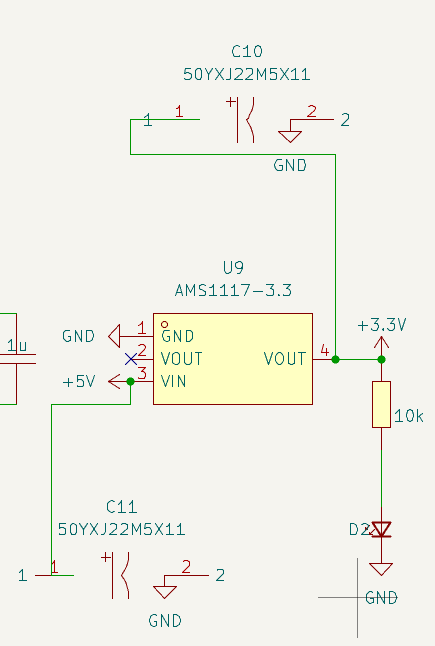 C10
50YXJ22M5X11
+
1 1
2 2
GND
U9
AMS1117-3.3
+3.3V
GND 1 GND
1u
2 VOUT VOUT 4
+5V 3 VIN
10k
C11
50YXJ22M5X11
D2
+
1 1
2 2
GND
GND